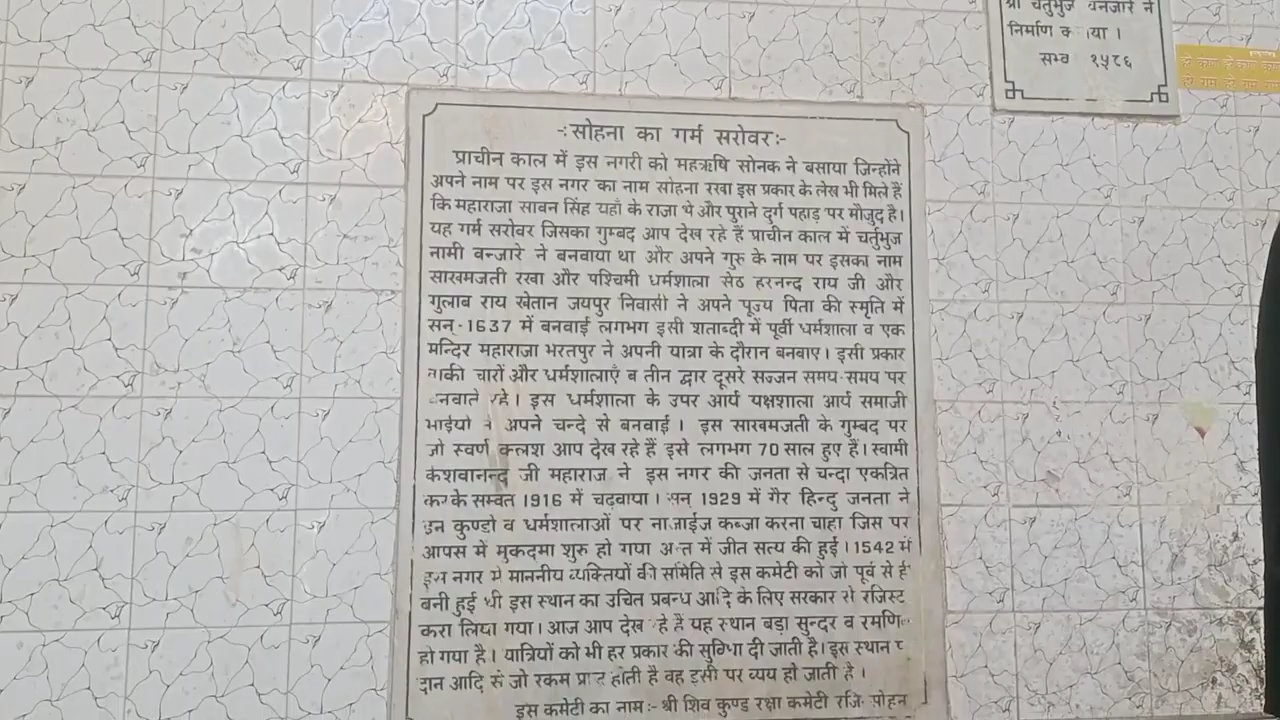 श्री चर्तुभुज बनजारे ने
निर्माण क ाया ।
सम्व १५८६
-:सोहना का गर्म सरोवर:-
प्राचीन काल में इस नगरी को महऋषि सोनक ने बसाया जिन्होंने
अपने नाम पर इस नगर का नाम सोहना रखा इस प्रकार के लेख भी मिले हैं
कि महाराजा सावन सिंह यहाँ के राजा थे और पुराने दुर्ग पहाड़ पर मौजुद है।
यह गर्म सरोवर जिसका गुम्बद आप देख रहे हैं प्राचीन काल में चर्तुभुज
नामी बन्जारे ने बनवाया था और अपने गुरु के नाम पर इसका नाम
साखमजती रखा और पश्चिमी धर्मशाला सेठ हरनन्द राय जी और
गुलाब राय खेतान जयपुर निवासी ने अपने पूज्य पिता की स्मृति में
सन्-1637 में बनवाई लगभग इसी शताब्दी में पूर्वी धर्मशाला व एक
मन्दिर महाराजा भरतपुर ने अपनी यात्रा के दौरान बनबाए। इसी प्रकार
बाकी चारों और धर्मशालाएँ व तीन द्वार दूसरे सज्जन समय-समय पर
बनवाते रहे। इस धर्मशाला के उपर आर्य यक्षशाला आर्य समाजी
भाईयो ने अपने चन्दे से बनवाई। इस साखमजती के गुम्बद पर
जो स्वर्ण कलश आप देख रहे हैं इसे लगभग 70 साल हुए हैं। स्वामी
केशवानन्द जी महाराज ने इस नगर की जनता से चन्दा एकत्रित
करके सम्वत 1916 में चढ़वाया। सन् 1929 में गैर हिन्दु जनता ने
इन कुण्डो व धर्मशालाओं पर नाजाईज कब्जा करना चाहा जिस पर
आपस में मुकदमा शुरु हो गया अन्त में जीत सत्य की हुई। 1542 में
इस नगर मे माननीय व्यक्तियों की समिति से इस कमेटी को जो पूर्व से ही
बनी हुई थी इस स्थान का उचित प्रबन्ध आदि के लिए सरकार से रजिस्ट
करा लिया गया। आज आप देख रहे हैं यह स्थान बड़ा सुन्दर व रमणि
हो गया है। यात्रियों को भी हर प्रकार की सुविधा दी जाती है। इस स्थान
दान आदि से जो रकम प्राप्त होती है वह इसी पर व्यय हो जाती है।
इस कमेटी का नाम:- श्री शिव कुण्ड रक्षा कमेटी रजि. सोहन